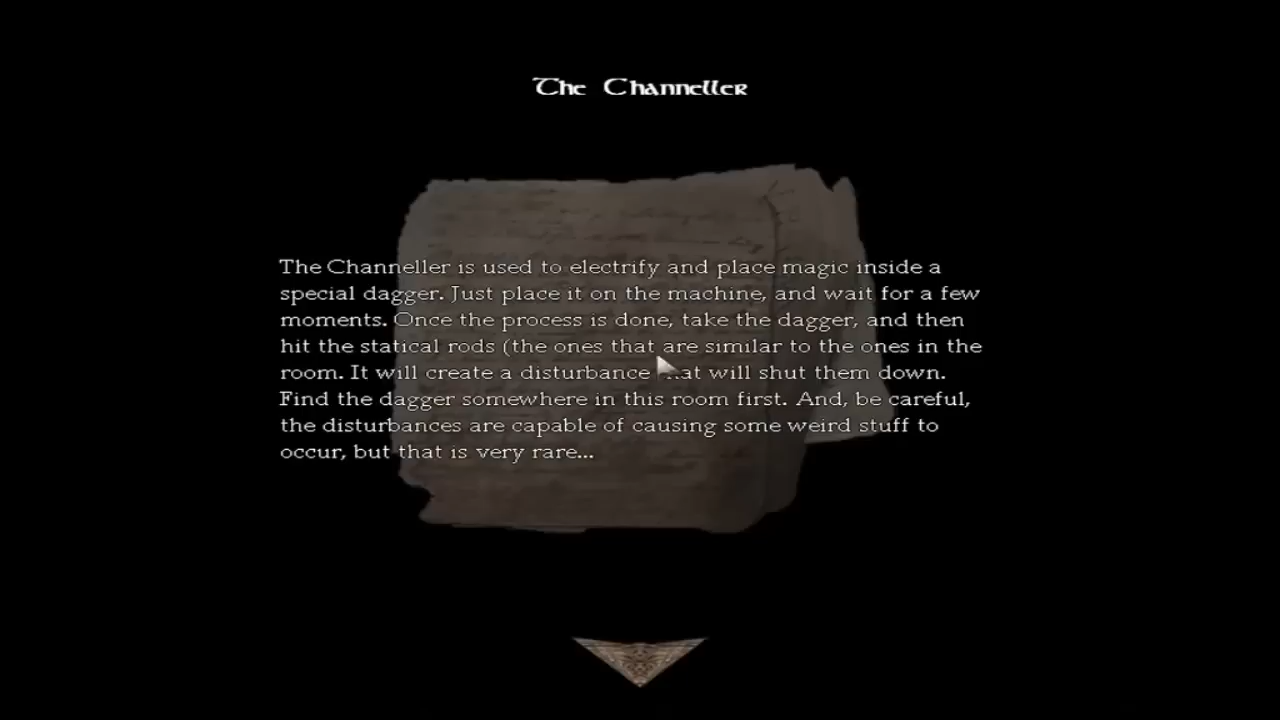 The Channeller
The Channeller is used to electrify and place magic inside a
special dagger. Just place it on the machine, and wait for a few
moments. Once the process is done, take the dagger, and then
hit the statical rods (the ones that are similar to the ones in the
room. It will create a disturbance that will shut them down.
Find the dagger somewhere in this room first. And, be careful,
the disturbances are capable of causing some weird stuff to
occur, but that is very rare...